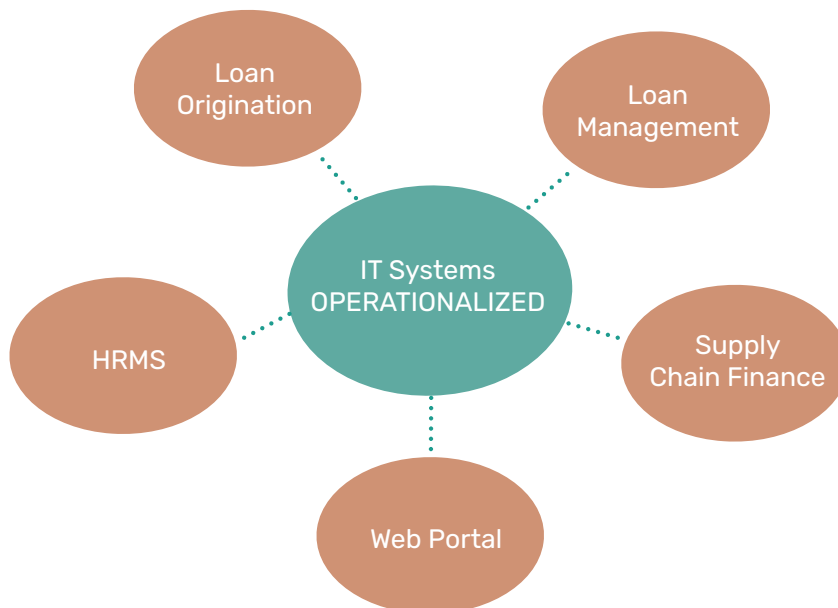 Loan
Origination
Loan
Management
IT Systems
OPERATIONALIZED
HRMS
Supply
Chain Finance
Web Portal